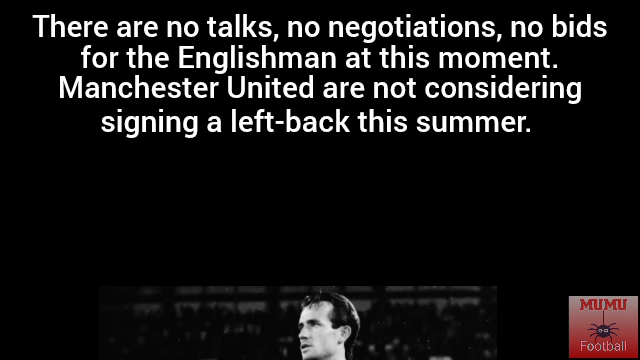 There are no talks, no negotiations, no bids
for the Englishman at this moment.
Manchester United are not considering
signing a left-back this summer.
MUMU
Football